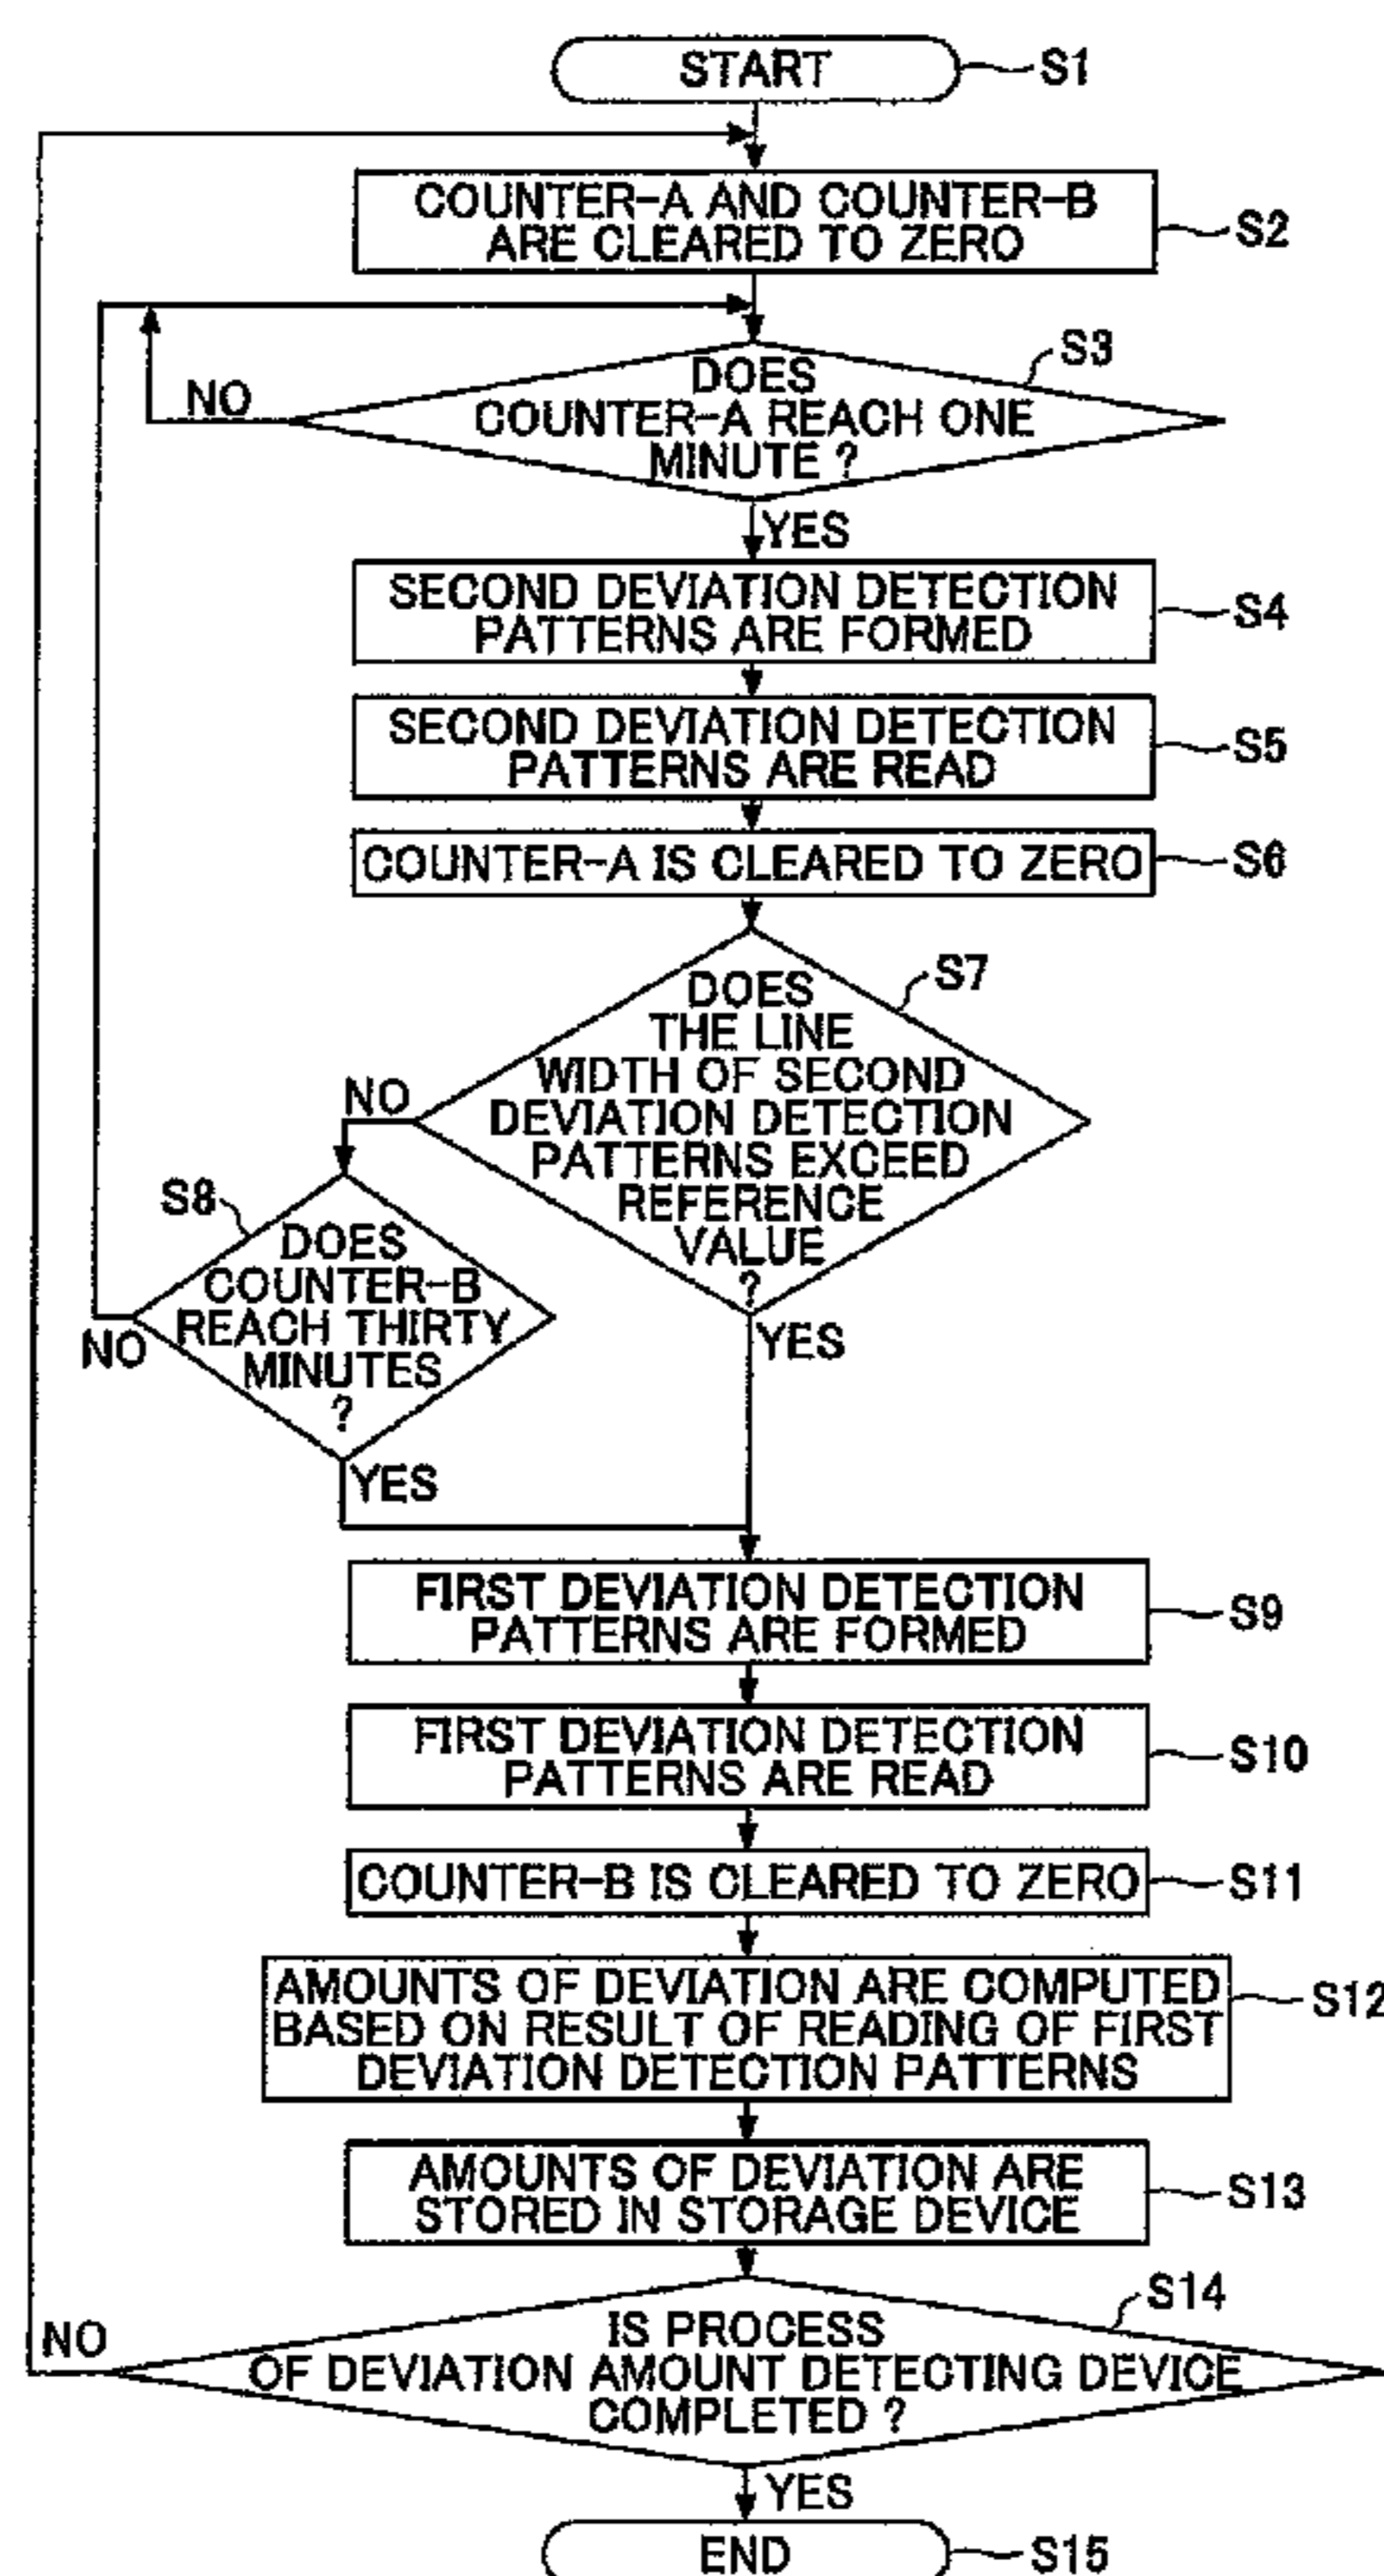 START
S1
COUNTER-A AND COUNTER-B
ARE CLEARED TO ZERO
S2
S3
DOES
COUNTER-A REACH ONE
MINUTE ?
NO
YES
SECOND DEVIATION DETECTION
PATTERNS ARE FORMED
S4
SECOND DEVIATION DETECTION
PATTERNS ARE READ
S5
COUNTER-A IS CLEARED TO ZERO
S6
S7
DOES
THE LINE
WIDTH OF SECOND
DEVIATION DETECTION
PATTERNS EXCEED
REFERENCE
VALUE
?
NO
YES
S8
DOES
COUNTER-B
REACH THIRTY
MINUTES
?
NO
YES
FIRST DEVIATION DETECTION
PATTERNS ARE FORMED
S9
FIRST DEVIATION DETECTION
PATTERNS ARE READ
S10
COUNTER-B IS CLEARED TO ZERO
S11
AMOUNTS OF DEVIATION ARE COMPUTED
BASED ON RESULT OF READING OF FIRST
DEVIATION DETECTION PATTERNS
S12
AMOUNTS OF DEVIATION ARE
STORED IN STORAGE DEVICE
S13
S14
IS PROCESS
OF DEVIATION AMOUNT DETECTING DEVICE
COMPLETED ?
NO
YES
END
S15